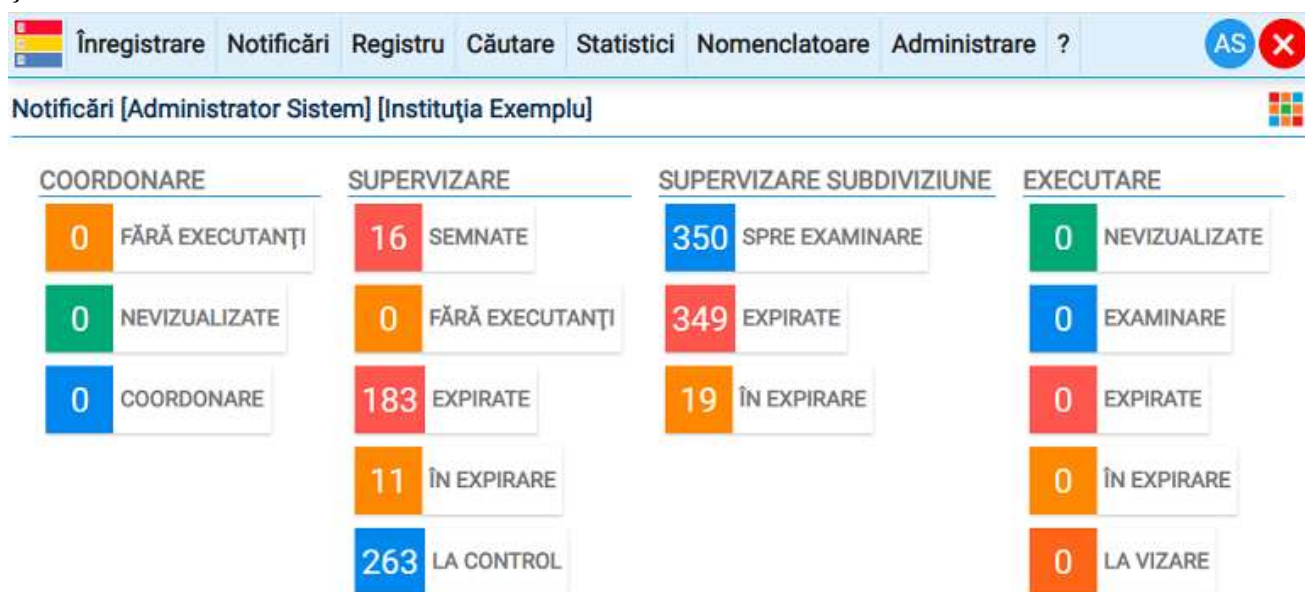 Înregistrare Notificări Registru Căutare Statistici Nomenclatoare Administrare ? AS
Notificări [Administrator Sistem] [Instituţia Exemplu]
COORDONARE
0 FĂRĂ EXECUTANŢI
0 NEVIZUALIZATE
0 COORDONARE
SUPERVIZARE
16 SEMNATE
0 FĂRĂ EXECUTANŢI
183 EXPIRATE
11 ÎN EXPIRARE
263 LA CONTROL
SUPERVIZARE SUBDIVIZIUNE
350 SPRE EXAMINARE
349 EXPIRATE
19 ÎN EXPIRARE
EXECUTARE
0 NEVIZUALIZATE
0 EXAMINARE
0 EXPIRATE
0 ÎN EXPIRARE
0 LA VIZARE